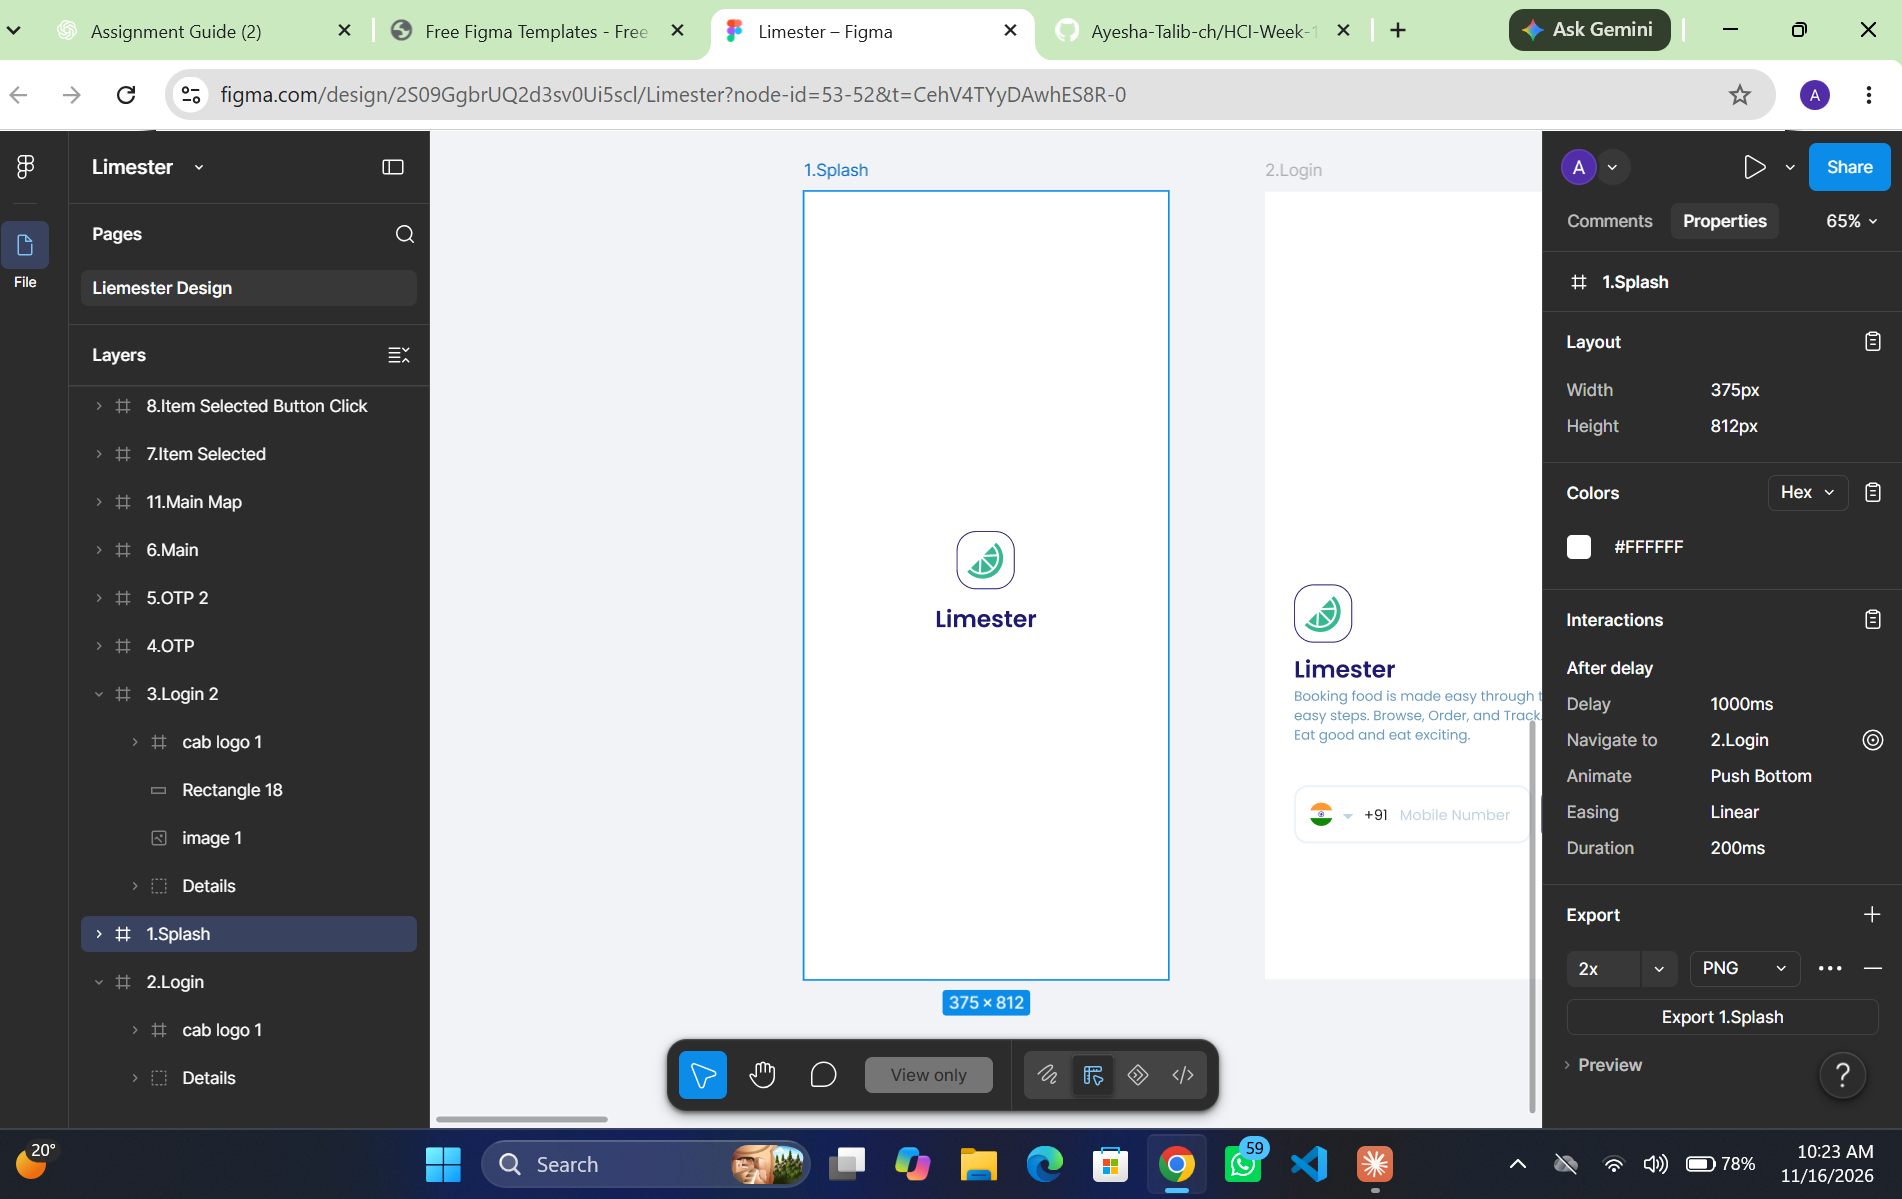 Assignment Guide (2)
Free Figma Templates - Free
Limester – Figma
Ayesha-Talib-ch/HCI-Week-1
Ask Gemini
figma.com/design/2S09GgbrUQ2d3sv0Ui5scl/Limester?node-id=53-52&t=CehV4TYyDAwhES8R-0
A
File
Limester
Pages
Liemester Design
Layers
8.Item Selected Button Click
7.Item Selected
11.Main Map
6.Main
5.OTP 2
4.OTP
3.Login 2
cab logo 1
Rectangle 18
image 1
Details
1.Splash
2.Login
cab logo 1
Details
1.Splash
Limester
375 × 812
2.Login
Limester
Booking food is made easy through t
easy steps. Browse, Order, and Track.
Eat good and eat exciting.
+91 Mobile Number
View only
A
Share
Comments
Properties
65%
1.Splash
Layout
Width 375px
Height 812px
Colors
Hex
#FFFFFF
Interactions
After delay
Delay 1000ms
Navigate to 2.Login
Animate Push Bottom
Easing Linear
Duration 200ms
Export
2x
PNG
Export 1.Splash
Preview
?
20°
Search
59
78%
10:23 AM
11/16/2026